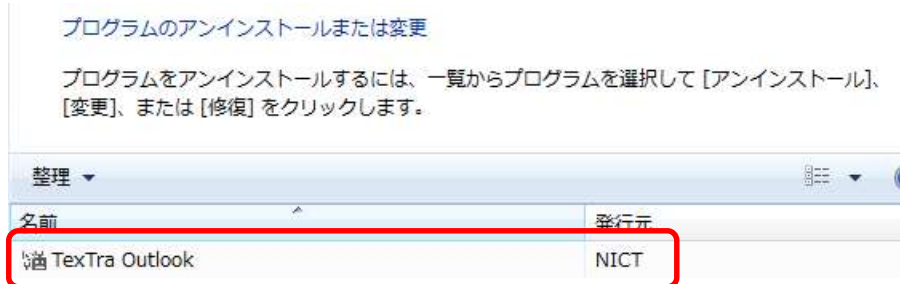 プログラムのアンインストールまたは変更
プログラムをアンインストールするには、一覧からプログラムを選択して [アンインストール]、
[変更]、または [修復] をクリックします。
整理
名前 発行元
TexTra Outlook NICT